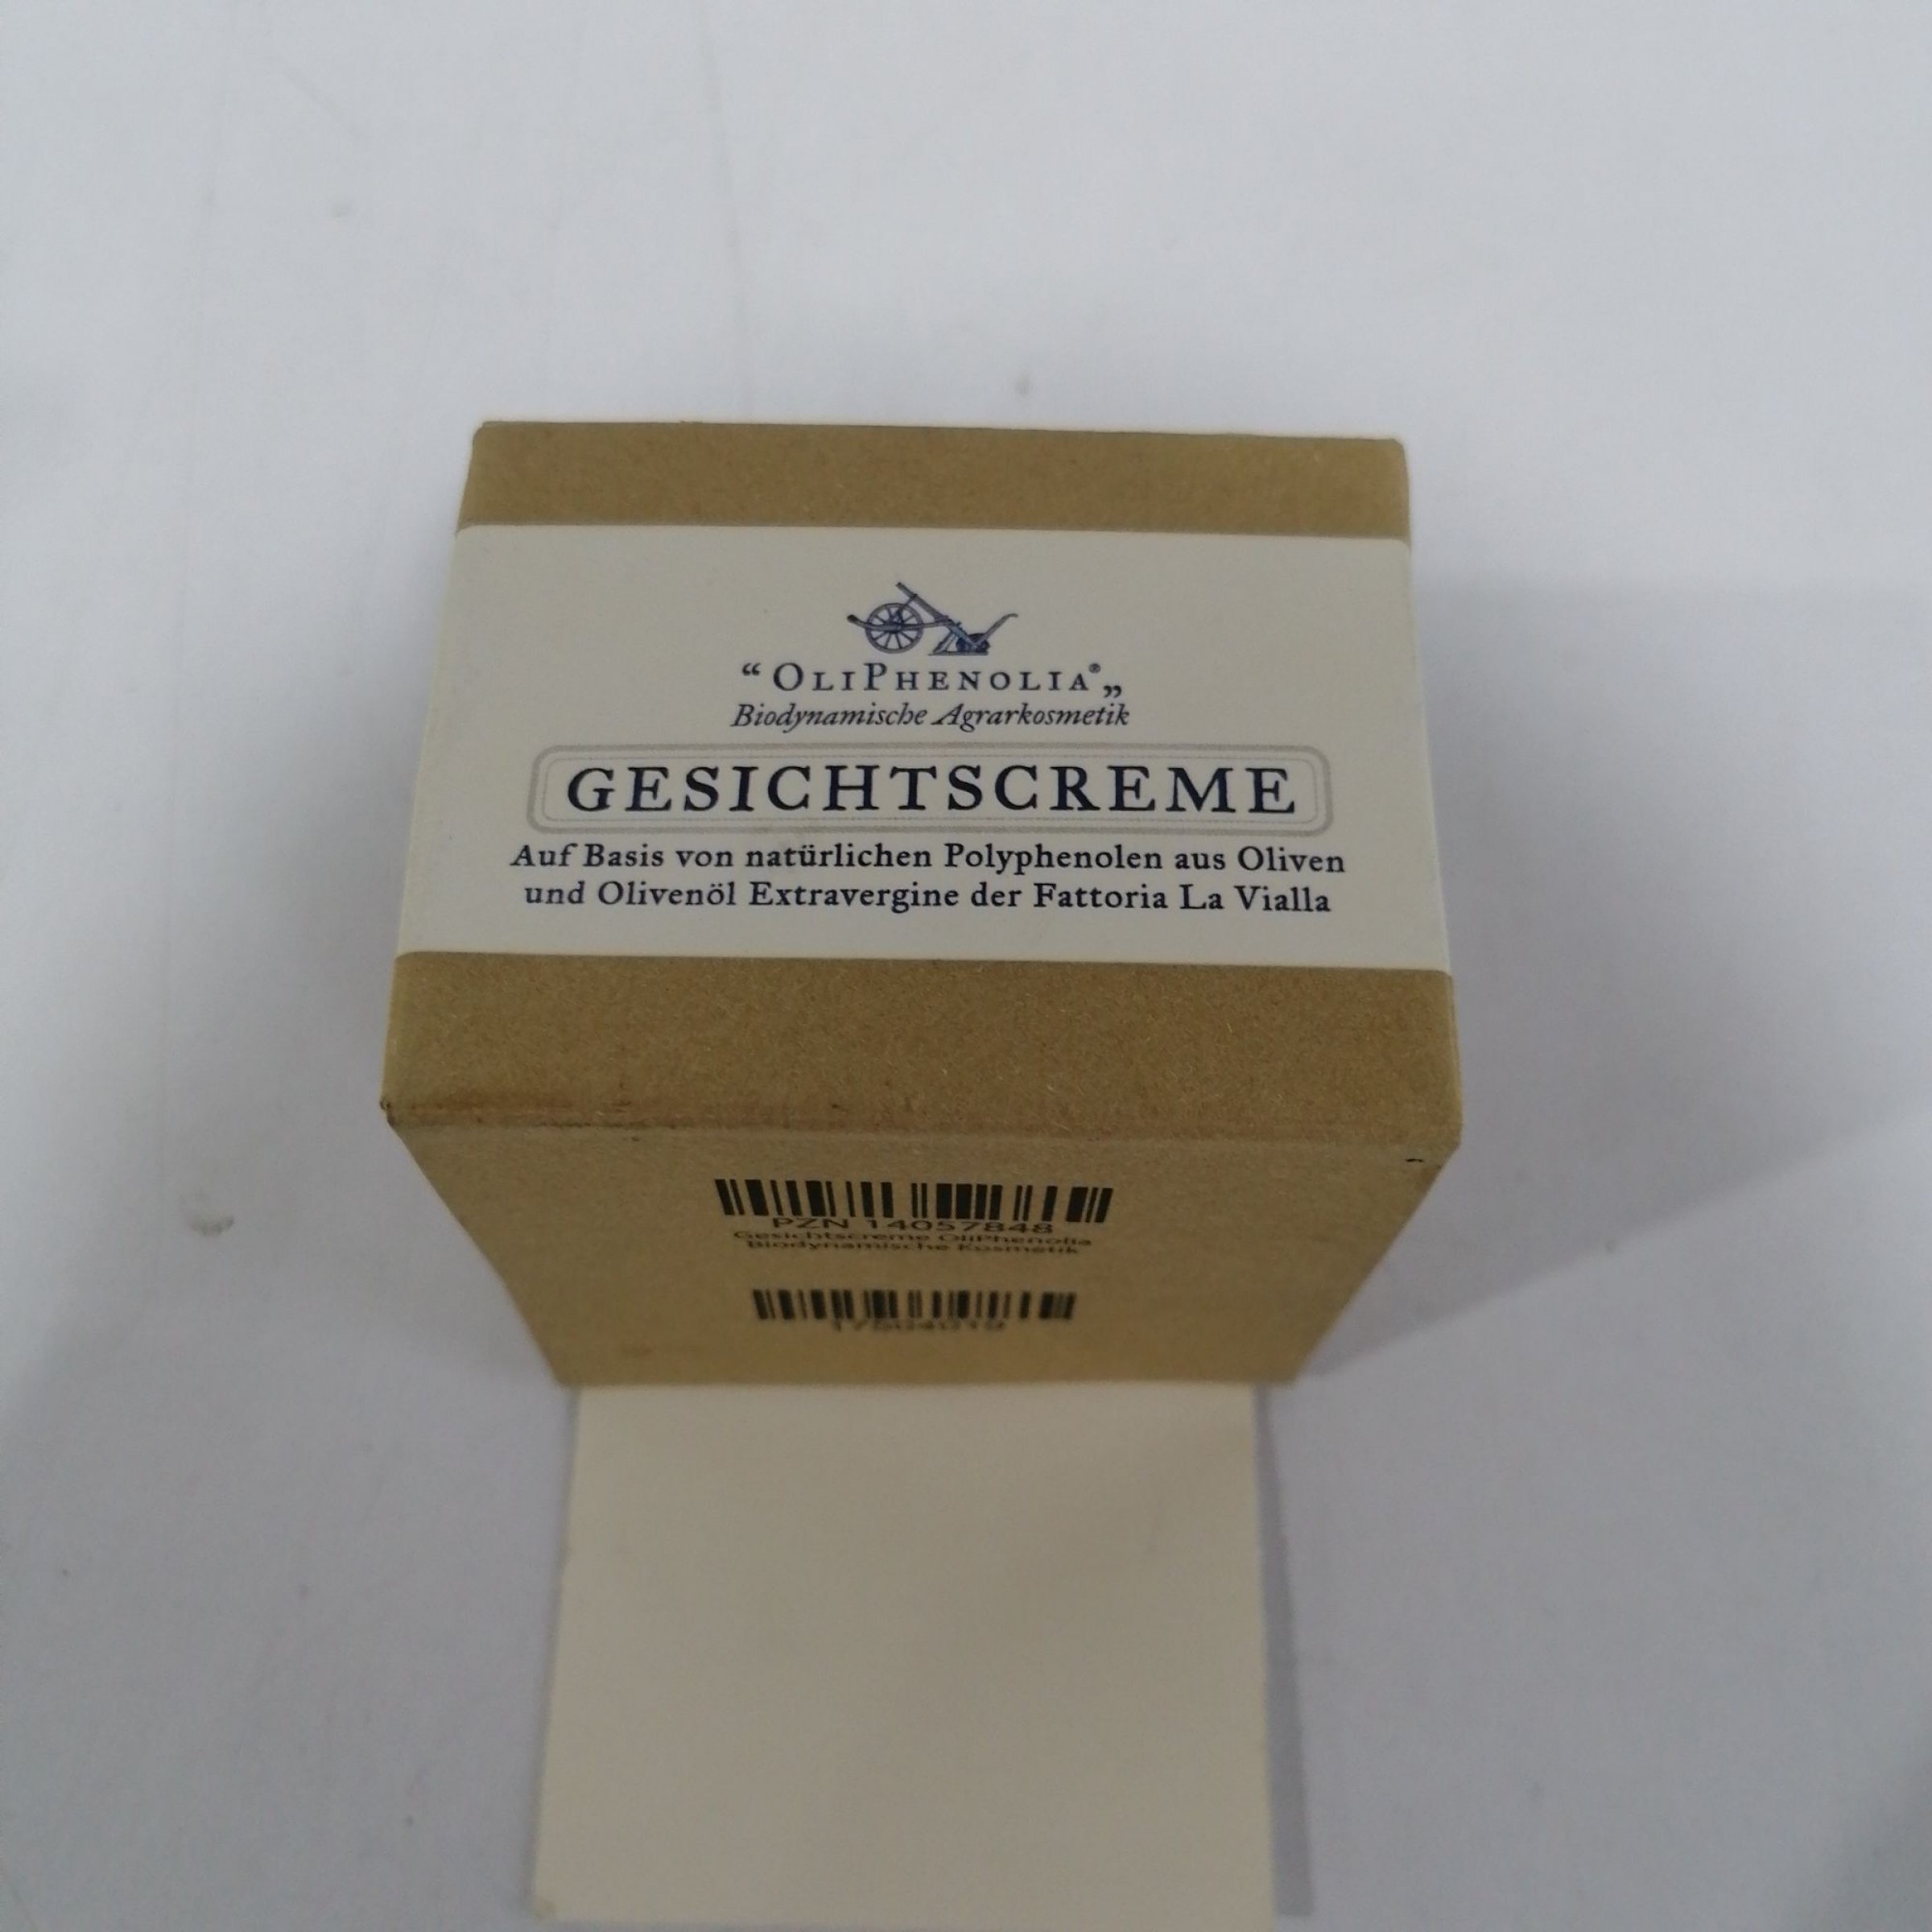 “OLIPHENOLIA®„
Biodynamische Agrarkosmetik
GESICHTSCREME
Auf Basis von natürlichen Polyphenolen aus Oliven
und Olivenöl Extravergine der Fattoria La Vialla
PZN 14057848
Gesichtscreme OliPhenolia
Biodynamische Kosmetik